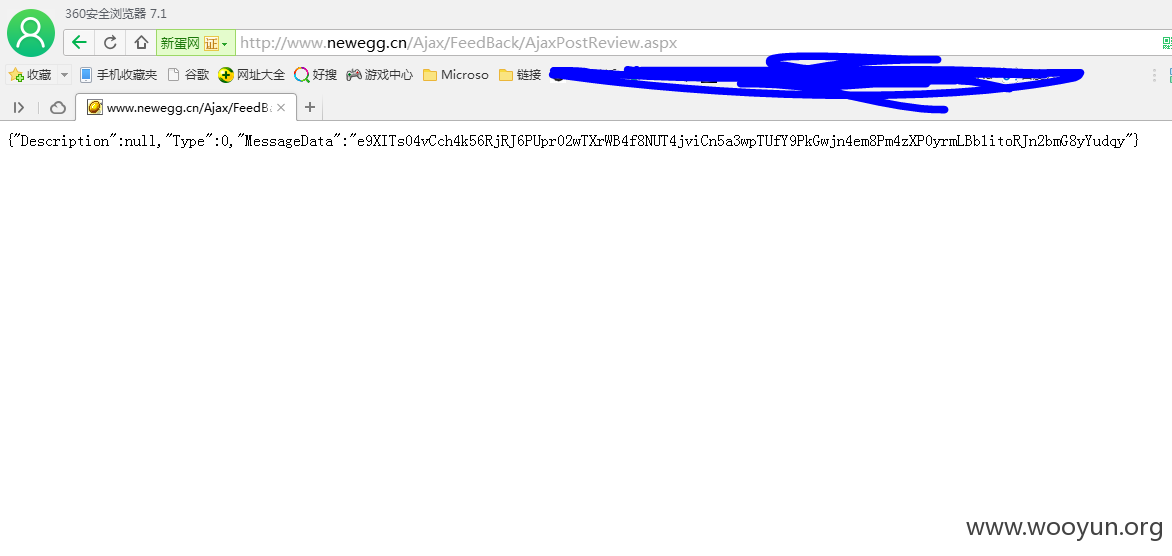 360安全浏览器 7.1
新蛋网 证 http://www.newegg.cn/Ajax/FeedBack/AjaxPostReview.aspx
收藏 手机收藏夹 谷歌 网址大全 好搜 游戏中心 Microso 链接
www.newegg.cn/Ajax/FeedB
{"Description":null,"Type":0,"MessageData":"e9XITs04vCch4k56RjRJ6PUpr02wTXrWB4f8NUT4jviCn5a3wpTUfY9PkGwjn4em8Pm4zXP0yrmLBblitoRJn2bmG8yYudqy"}
www.wooyun.org